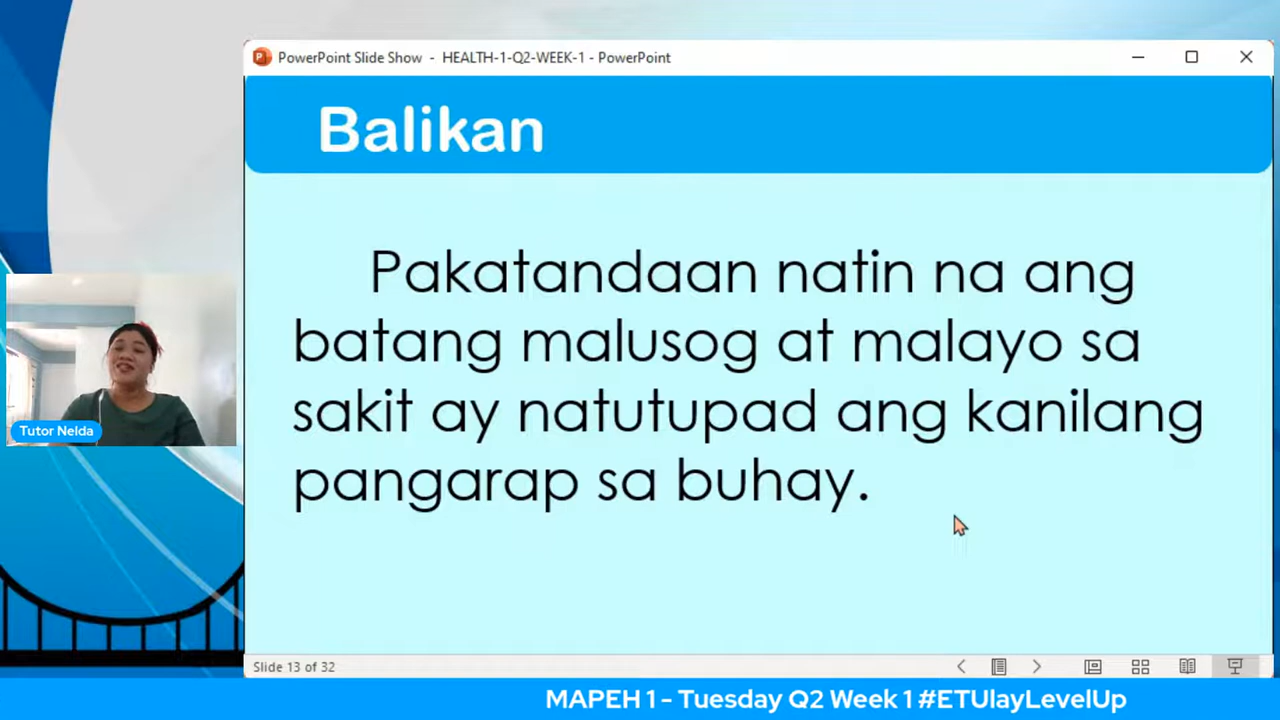 PowerPoint Slide Show - HEALTH-1-Q2-WEEK-1 - PowerPoint
Balikan
Pakatandaan natin na ang
batang malusog at malayo sa
sakit ay natutupad ang kanilang
pangarap sa buhay.
Tutor Nelda
Slide 13 of 32
MAPEH 1 - Tuesday Q2 Week 1 #ETUlayLevelUp